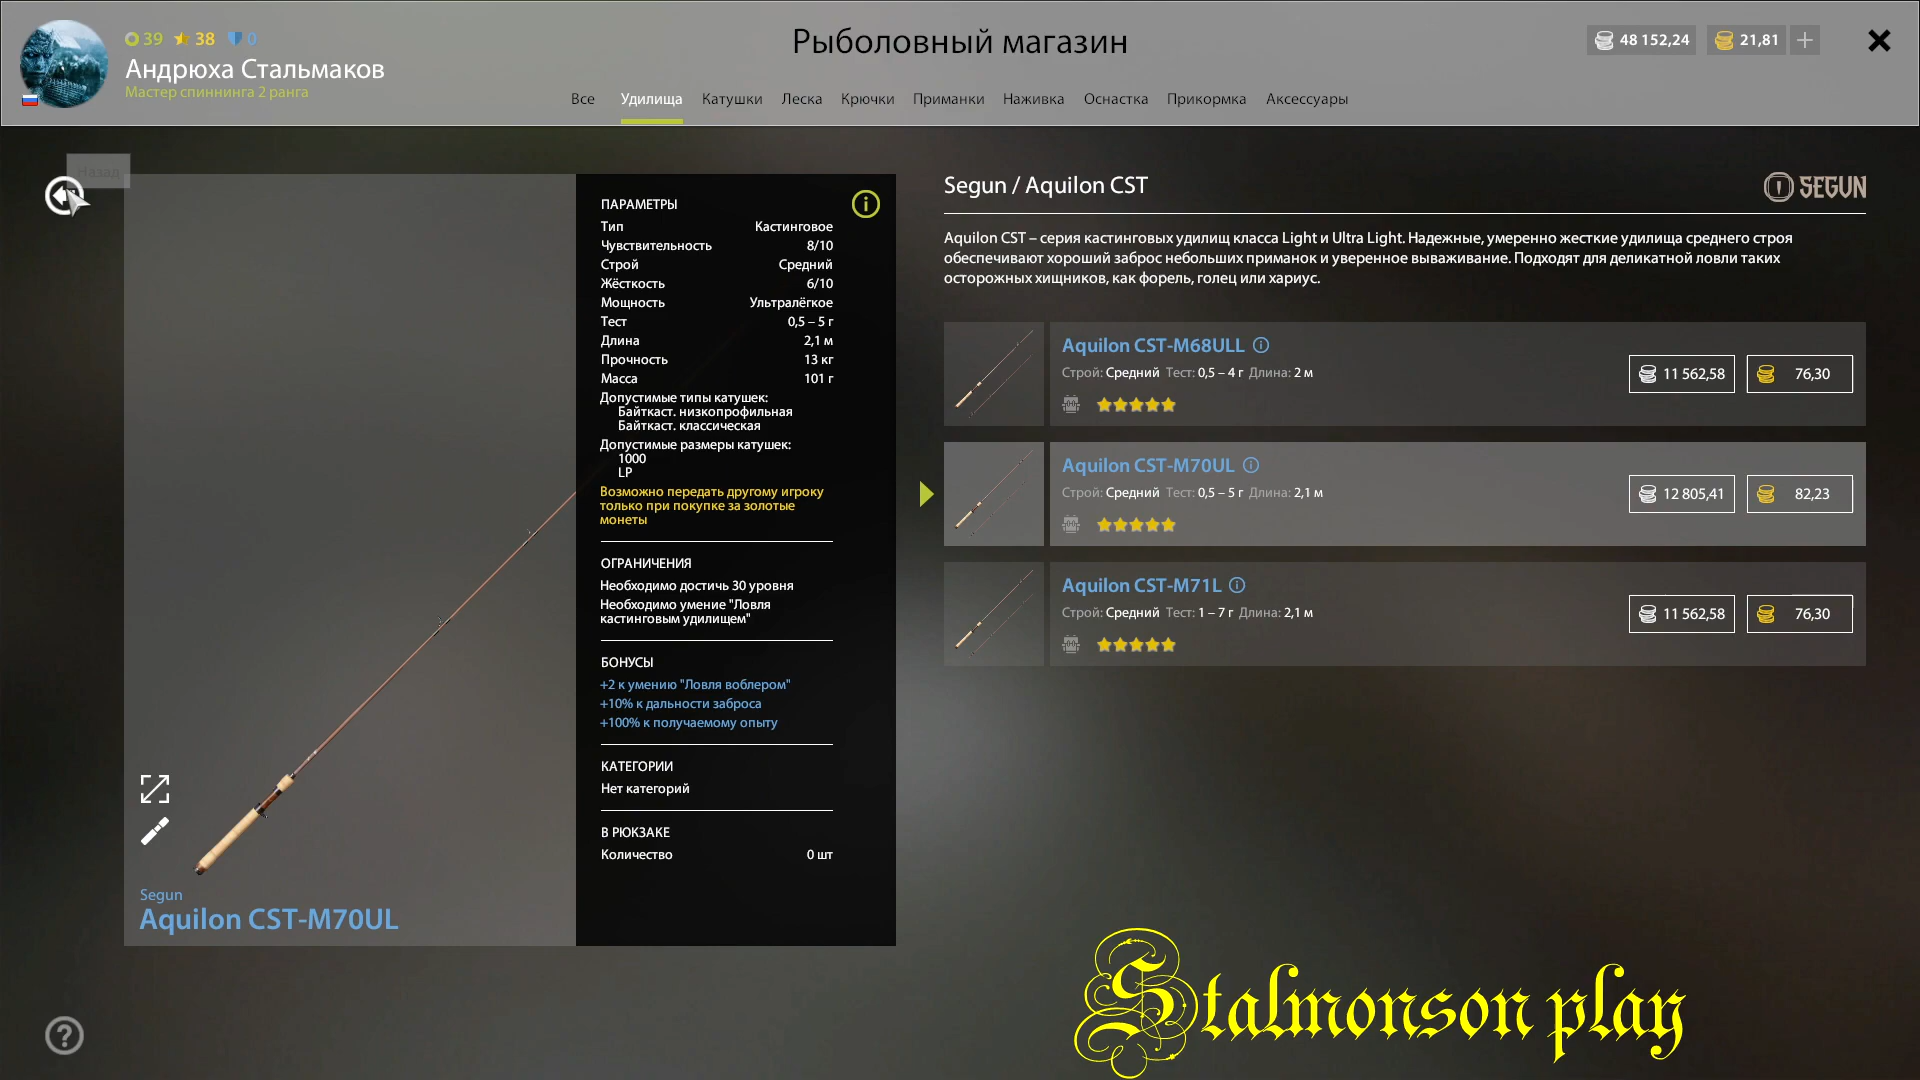 39 38 0
Андрюха Стальмаков
Мастер спиннинга 2 ранга
Рыболовный магазин
48 152,24 21,81
Все Удилища Катушки Леска Крючки Приманки Наживка Оснастка Прикормка Аксессуары
Назад
ПАРАМЕТРЫ
Тип Кастинговое
Чувствительность 8/10
Строй Средний
Жёсткость 6/10
Мощность Ультралёгкое
Тест 0,5 – 5 г
Длина 2,1 м
Прочность 13 кг
Масса 101 г
Допустимые типы катушек:
Байткаст. низкопрофильная
Байткаст. классическая
Допустимые размеры катушек:
1000
LP
Возможно передать другому игроку
только при покупке за золотые
монеты
ОГРАНИЧЕНИЯ
Необходимо достичь 30 уровня
Необходимо умение "Ловля
кастинговым удилищем"
БОНУСЫ
+2 к умению "Ловля воблером"
+10% к дальности заброса
+100% к получаемому опыту
КАТЕГОРИИ
Нет категорий
В РЮКЗАКЕ
Количество 0 шт
Segun
Aquilon CST-M70UL
Segun / Aquilon CST
SEGUN
Aquilon CST – серия кастинговых удилищ класса Light и Ultra Light. Надежные, умеренно жесткие удилища среднего строя
обеспечивают хороший заброс небольших приманок и уверенное вываживание. Подходят для деликатной ловли таких
осторожных хищников, как форель, голец или хариус.
Aquilon CST-M68ULL
Строй: Средний Тест: 0,5 – 4 г Длина: 2 м
11 562,58 76,30
Aquilon CST-M70UL
Строй: Средний Тест: 0,5 – 5 г Длина: 2,1 м
12 805,41 82,23
Aquilon CST-M71L
Строй: Средний Тест: 1 – 7 г Длина: 2,1 м
11 562,58 76,30
Stalmonson play